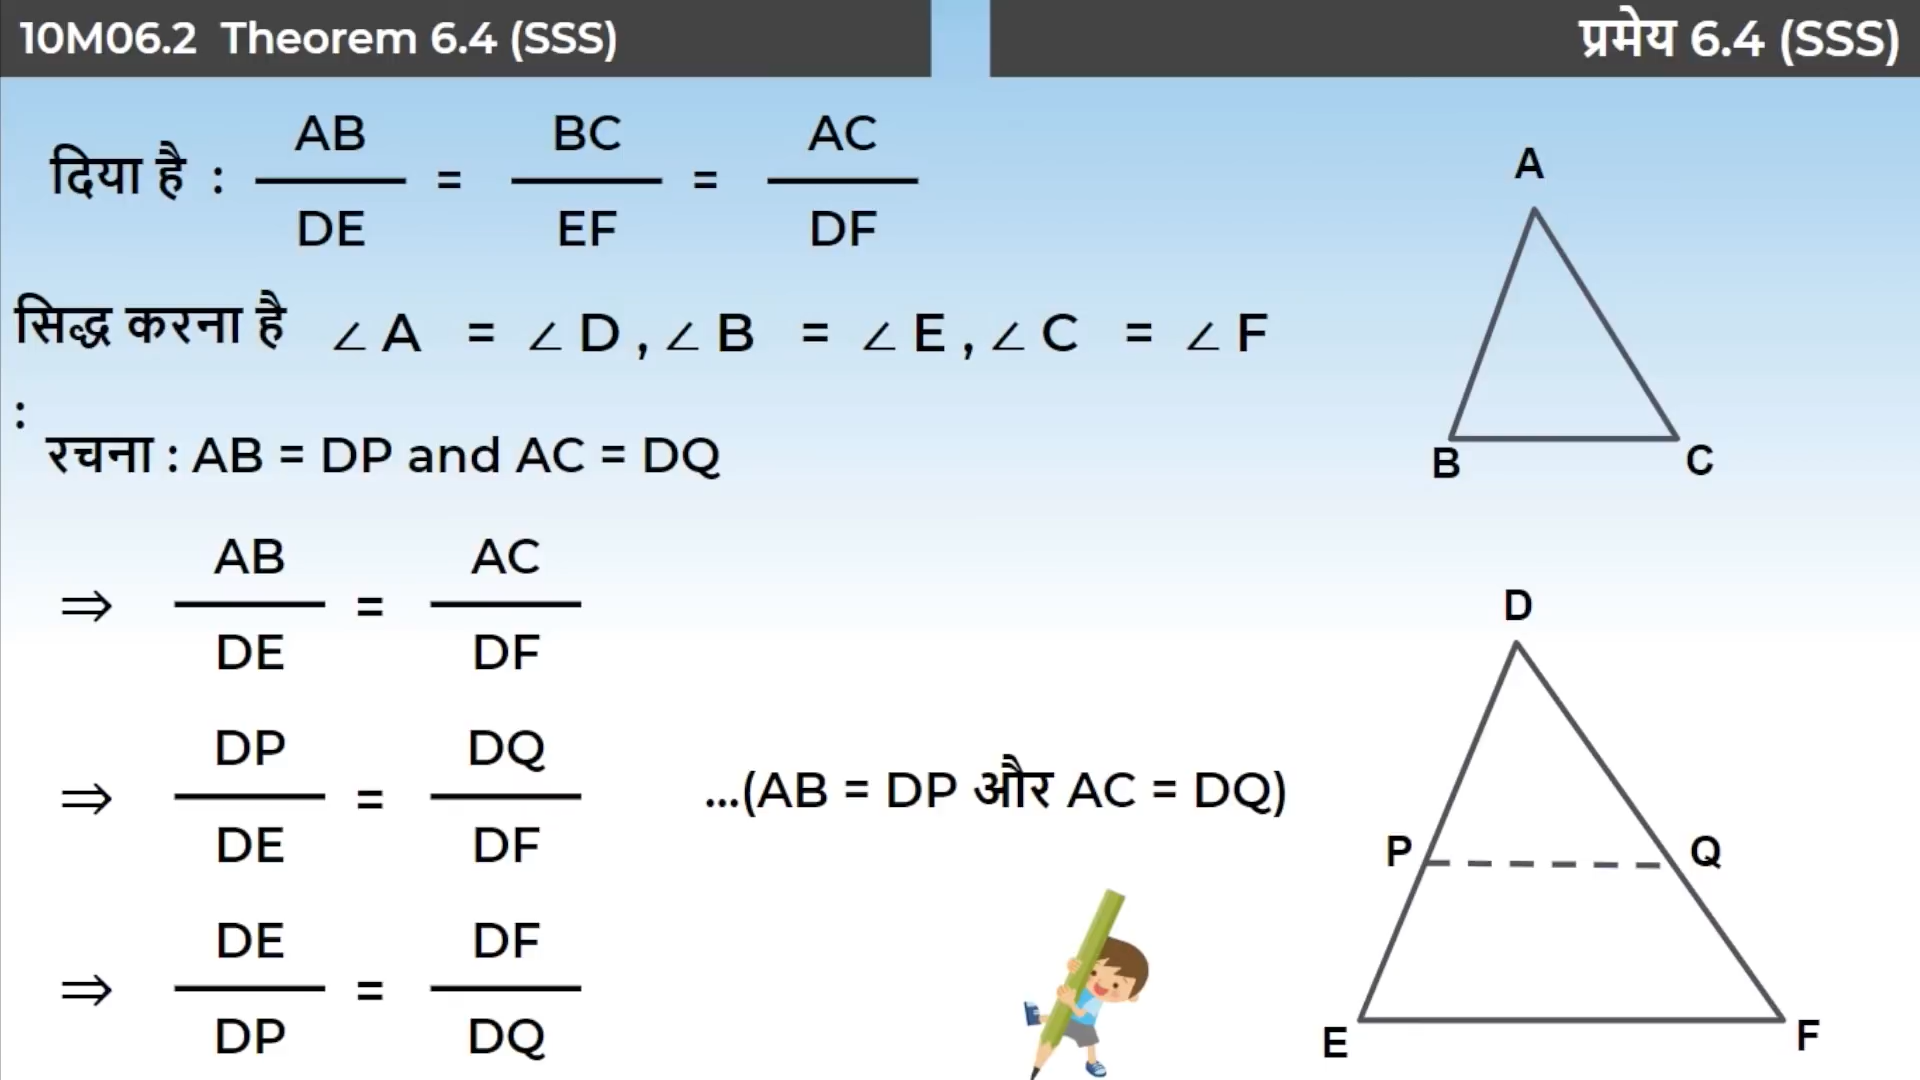 10M06.2 Theorem 6.4 (SSS)
प्रमेय 6.4 (SSS)
दिया है : AB/DE = BC/EF = AC/DF
सिद्ध करना है : ∠A = ∠D , ∠B = ∠E , ∠C = ∠F
रचना : AB = DP and AC = DQ
⇒ AB/DE = AC/DF
⇒ DP/DE = DQ/DF ...(AB = DP और AC = DQ)
⇒ DE/DP = DF/DQ
A
B C
D
P Q
E F